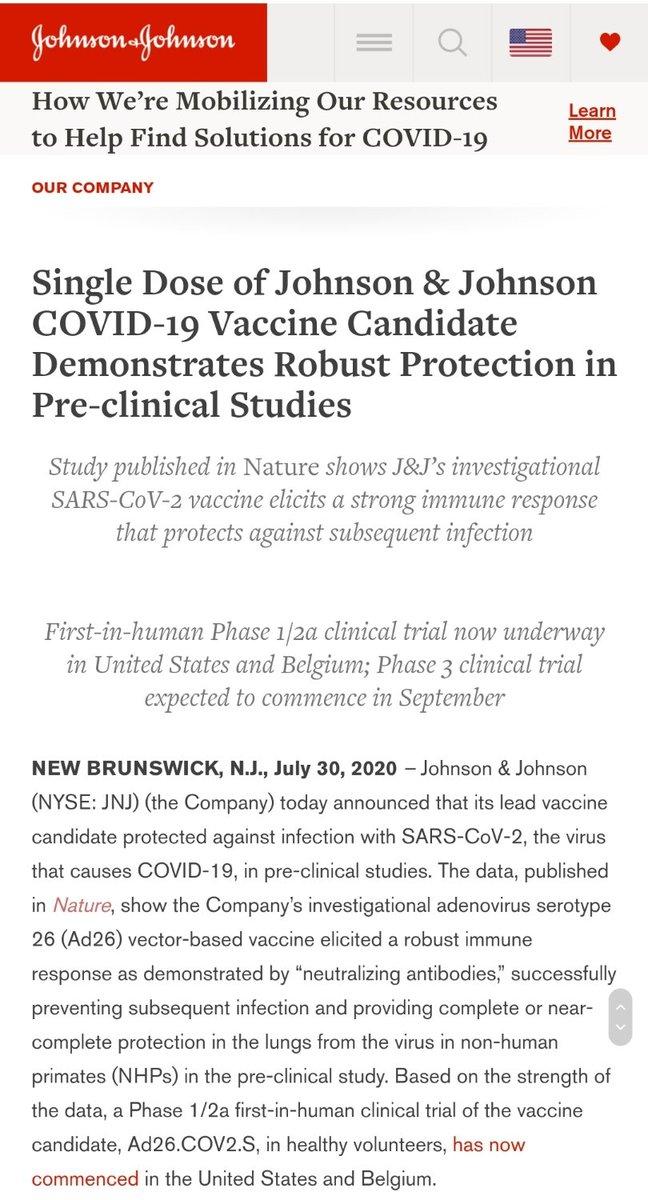 Johnson&Johnson
How We’re Mobilizing Our Resources
to Help Find Solutions for COVID-19
Learn
More
OUR COMPANY
Single Dose of Johnson & Johnson
COVID-19 Vaccine Candidate
Demonstrates Robust Protection in
Pre-clinical Studies
Study published in Nature shows J&J’s investigational
SARS-CoV-2 vaccine elicits a strong immune response
that protects against subsequent infection
First-in-human Phase 1/2a clinical trial now underway
in United States and Belgium; Phase 3 clinical trial
expected to commence in September
NEW BRUNSWICK, N.J., July 30, 2020 – Johnson & Johnson
(NYSE: JNJ) (the Company) today announced that its lead vaccine
candidate protected against infection with SARS-CoV-2, the virus
that causes COVID-19, in pre-clinical studies. The data, published
in Nature, show the Company’s investigational adenovirus serotype
26 (Ad26) vector-based vaccine elicited a robust immune
response as demonstrated by “neutralizing antibodies,” successfully
preventing subsequent infection and providing complete or near-
complete protection in the lungs from the virus in non-human
primates (NHPs) in the pre-clinical study. Based on the strength of
the data, a Phase 1/2a first-in-human clinical trial of the vaccine
candidate, Ad26.COV2.S, in healthy volunteers, has now
commenced in the United States and Belgium.